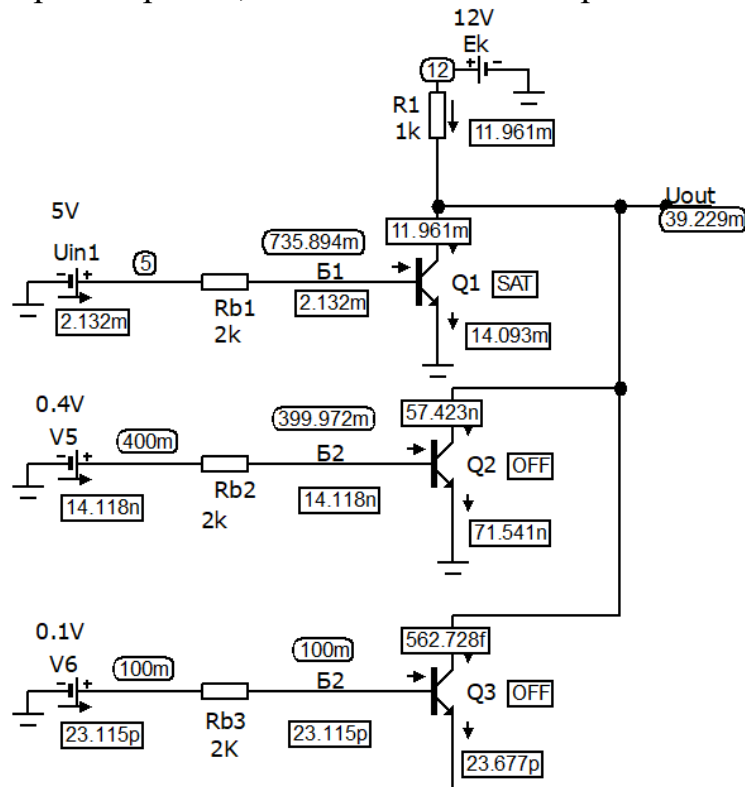 12V
Ek
+ -
12
R1
1k
11.961m
Uout
39.229m
5V
Uin1
- +
5
735.894m
11.961m
Б1
Q1
SAT
2.132m
Rb1
2k
2.132m
14.093m
0.4V
V5
- +
400m
399.972m
57.423n
Б2
Q2
OFF
14.118n
Rb2
2k
14.118n
71.541n
0.1V
V6
- +
100m
100m
562.728f
Б2
Q3
OFF
23.115p
Rb3
2K
23.115p
23.677p